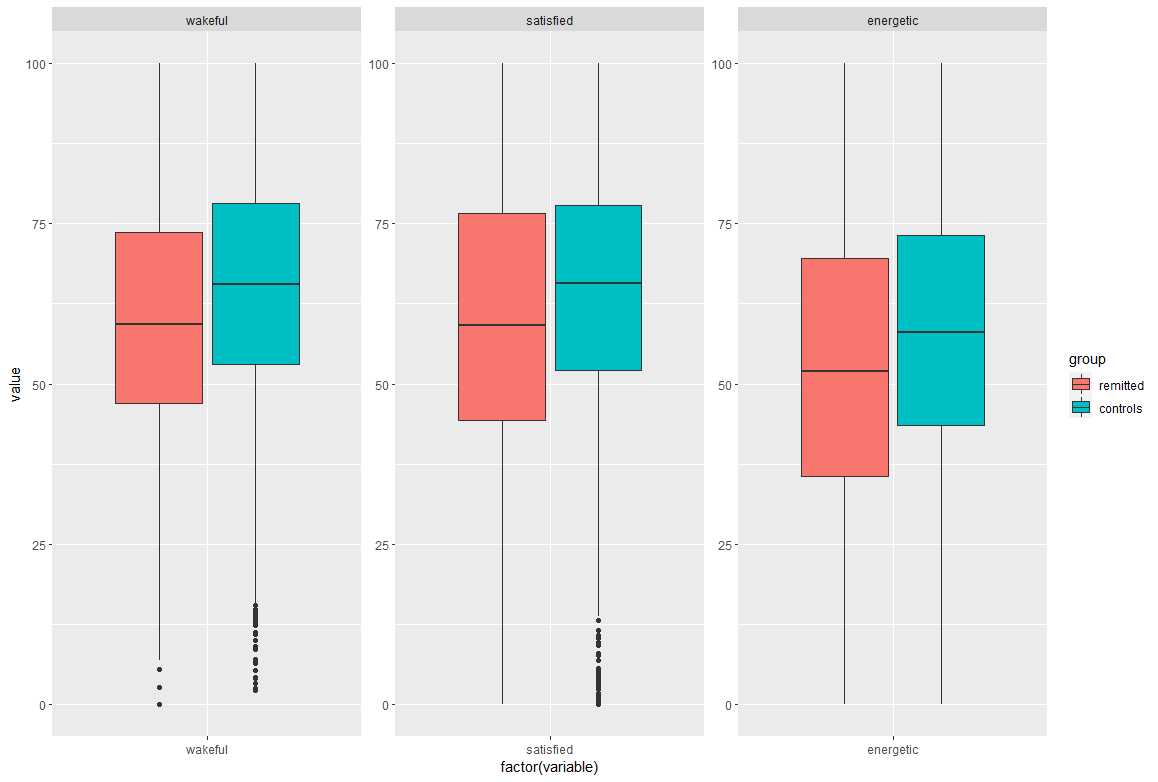 wakeful
satisfied
energetic
value
100
75
50
25
0
100
75
50
25
0
100
75
50
25
0
wakeful
satisfied
energetic
factor(variable)
group
remitted
controls